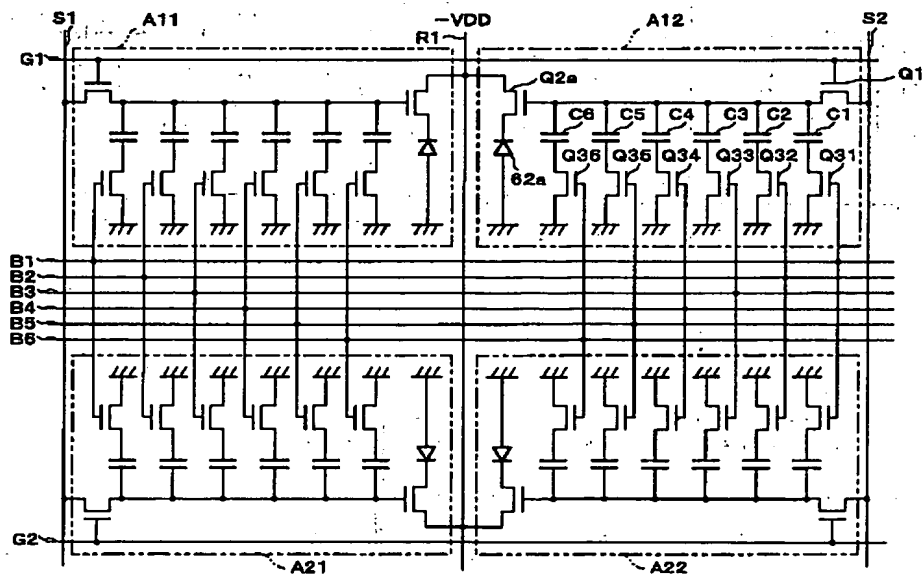 S1 A11 -VDD A12 S2
R1
G1 Q1
Q2a
C6 C5 C4 C3 C2 C1
Q36 Q35 Q34 Q33 Q32 Q31
62a
B1
B2
B3
B4
B5
B6
G2
A21 A22